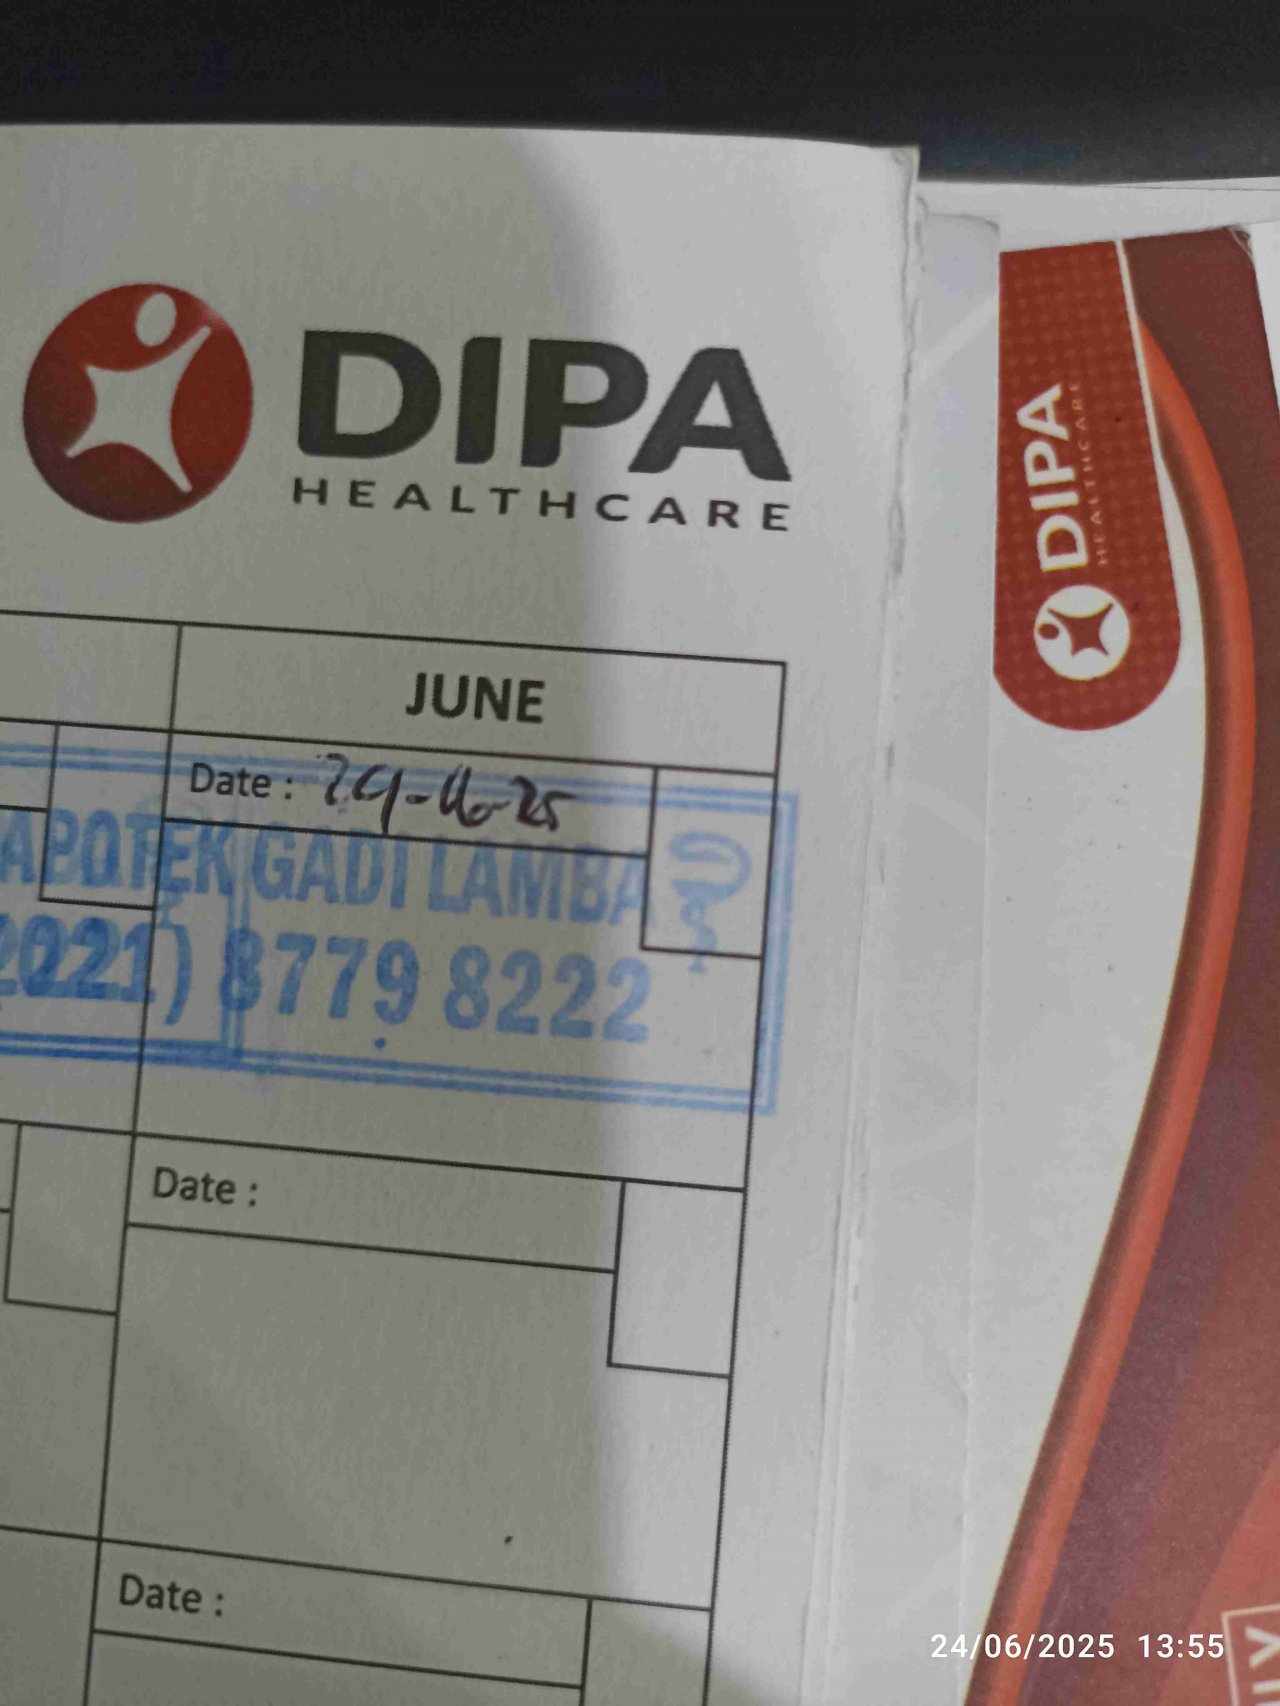 DIPA
HEALTHCARE
DIPA
HEALTHCARE
JUNE
Date : 24-06-25
APOTEK GADI LAMBA
2021) 8779 8222
Date :
Date :
24/06/2025 13:55